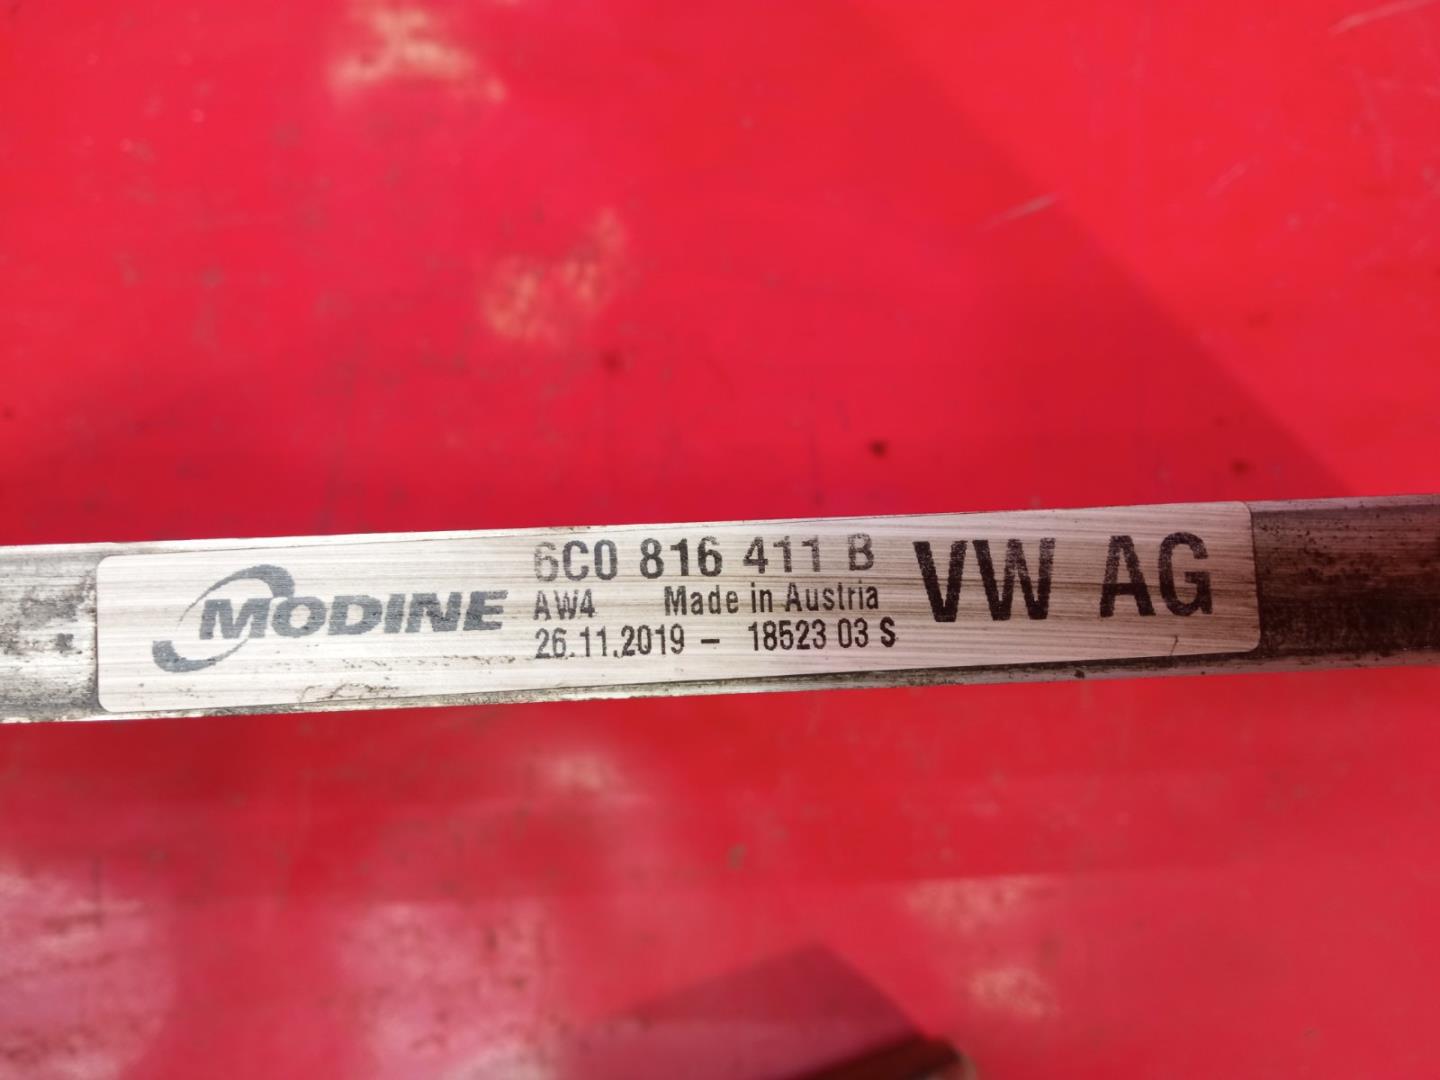 MODINE
6C0 816 411 B
AW4 Made in Austria
26.11.2019 - 18523 03 S
VW AG